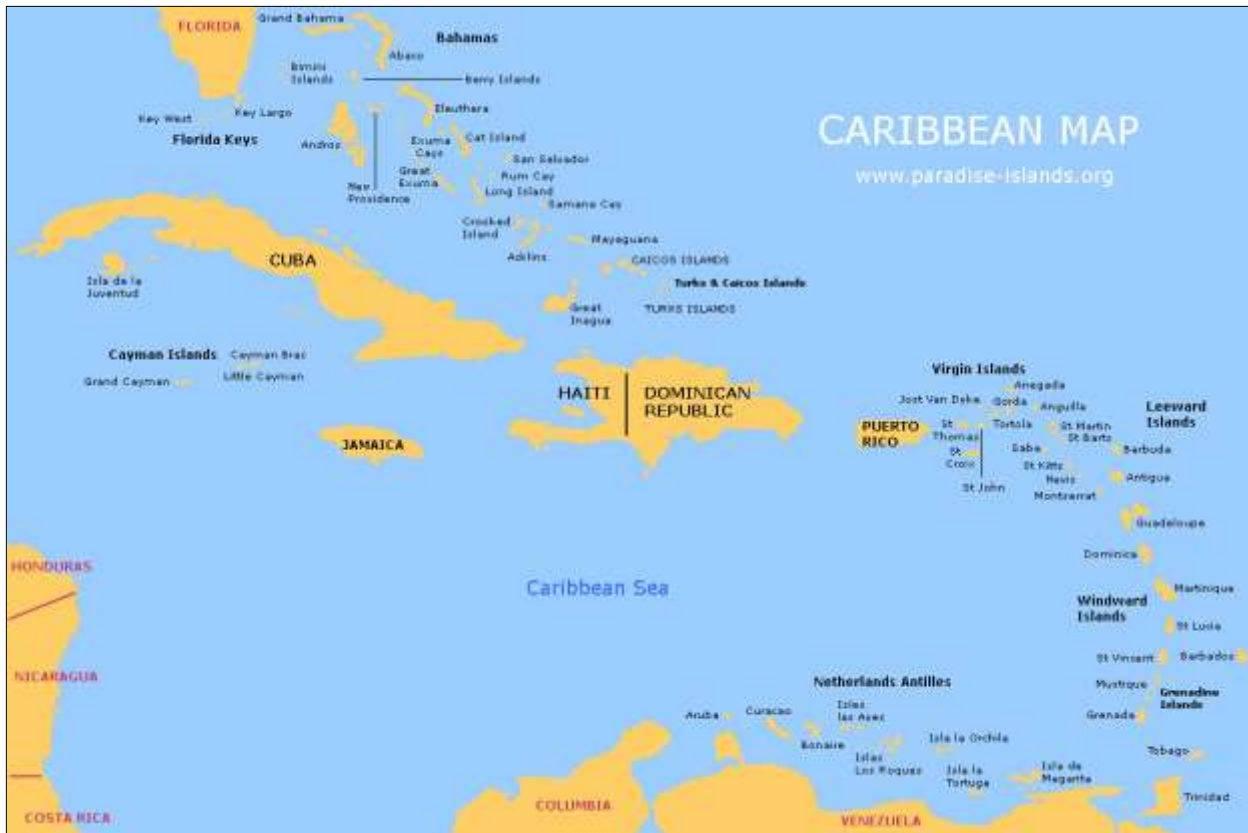 FLORIDA
Grand Bahama
Bahamas
Abaco
Bimini
Islands
Berry Islands
Eleuthera
Key West
Key Largo
Florida Keys
Andros
Exuma
Cays
Cat Island
San Salvador
Great
Exuma
Rum Cay
New
Providence
Long Island
Samana Cay
Crooked
Island
Mayaguana
Acklins
CARIBBEAN MAP
www.paradise-islands.org
CUBA
CAICOS ISLANDS
Isla de la
Juventud
Turks & Caicos Islands
Great
Inagua
TURKS ISLANDS
Cayman Islands
Cayman Brac
Grand Cayman
Little Cayman
HAITI
DOMINICAN
REPUBLIC
JAMAICA
Virgin Islands
Anegada
Jost Van Dyke
Gorda
Anguilla
Leeward
Islands
PUERTO
RICO
St
Thomas
Tortola
St Martin
St Barts
St
Croix
Saba
Barbuda
St Kitts
Nevis
Antigua
St John
Montserrat
Guadeloupe
Dominica
HONDURAS
Caribbean Sea
Martinique
Windward
Islands
St Lucia
NICARAGUA
St Vincent
Barbados
Netherlands Antilles
Mustique
Grenadine
Islands
Aruba
Curacao
Isles
las Aves
Grenada
Bonaire
Isla la Orchila
Islas
Los Roques
Tobago
Isla la
Tortuga
Isla de
Magarita
Trinidad
COSTA RICA
COLUMBIA
VENEZUELA